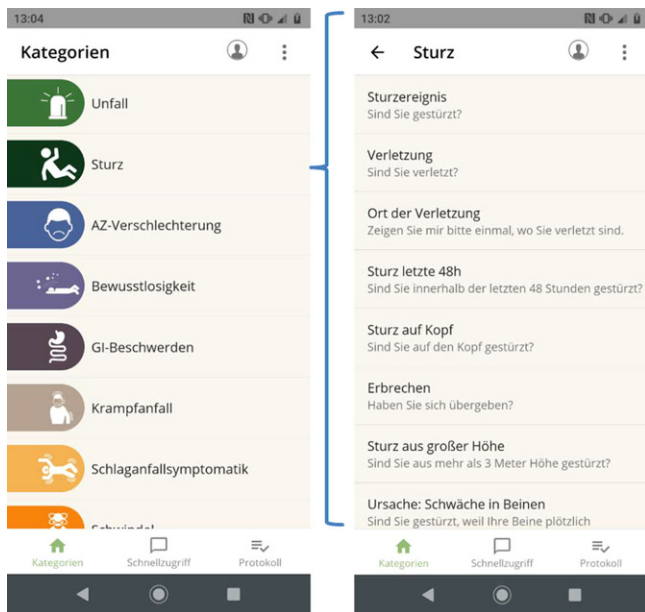 13:04
Kategorien
Unfall
Sturz
AZ-Verschlechterung
Bewusstlosigkeit
GI-Beschwerden
Krampfanfall
Schlaganfallsymptomatik
Schwindel
Kategorien
Schnellzugriff
Protokoll
13:02
Sturz
Sturzereignis
Sind Sie gestürzt?
Verletzung
Sind Sie verletzt?
Ort der Verletzung
Zeigen Sie mir bitte einmal, wo Sie verletzt sind.
Sturz letzte 48h
Sind Sie innerhalb der letzten 48 Stunden gestürzt?
Sturz auf Kopf
Sind Sie auf den Kopf gestürzt?
Erbrechen
Haben Sie sich übergeben?
Sturz aus großer Höhe
Sind Sie aus mehr als 3 Meter Höhe gestürzt?
Ursache: Schwäche in Beinen
Sind Sie gestürzt, weil Ihre Beine plötzlich
Kategorien
Schnellzugriff
Protokoll